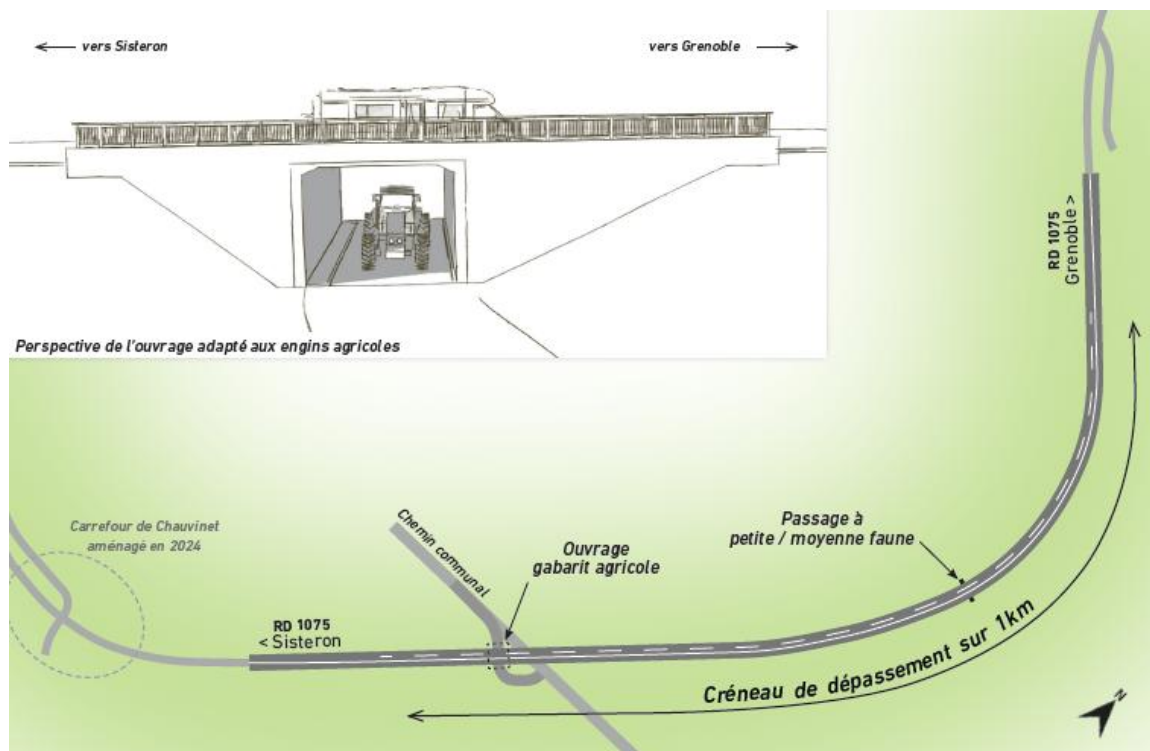 vers Sisteron
vers Grenoble
Perspective de l'ouvrage adapté aux engins agricoles
RD 1075
Grenoble >
Carrefour de Chauvinet
aménagé en 2024
Chemin communal
Ouvrage
gabarit agricole
Passage à
petite / moyenne faune
RD 1075
< Sisteron
Créneau de dépassement sur 1km
N